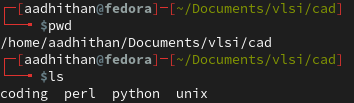 ┌─[aadhithan@fedora]─[~/Documents/vlsi/cad]
└──╼ $pwd
/home/aadhithan/Documents/vlsi/cad
┌─[aadhithan@fedora]─[~/Documents/vlsi/cad]
└──╼ $ls
coding  perl  python  unix